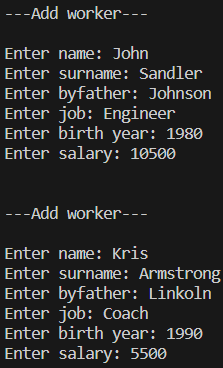 ---Add worker---
Enter name: John
Enter surname: Sandler
Enter byfather: Johnson
Enter job: Engineer
Enter birth year: 1980
Enter salary: 10500
---Add worker---
Enter name: Kris
Enter surname: Armstrong
Enter byfather: Linkoln
Enter job: Coach
Enter birth year: 1990
Enter salary: 5500